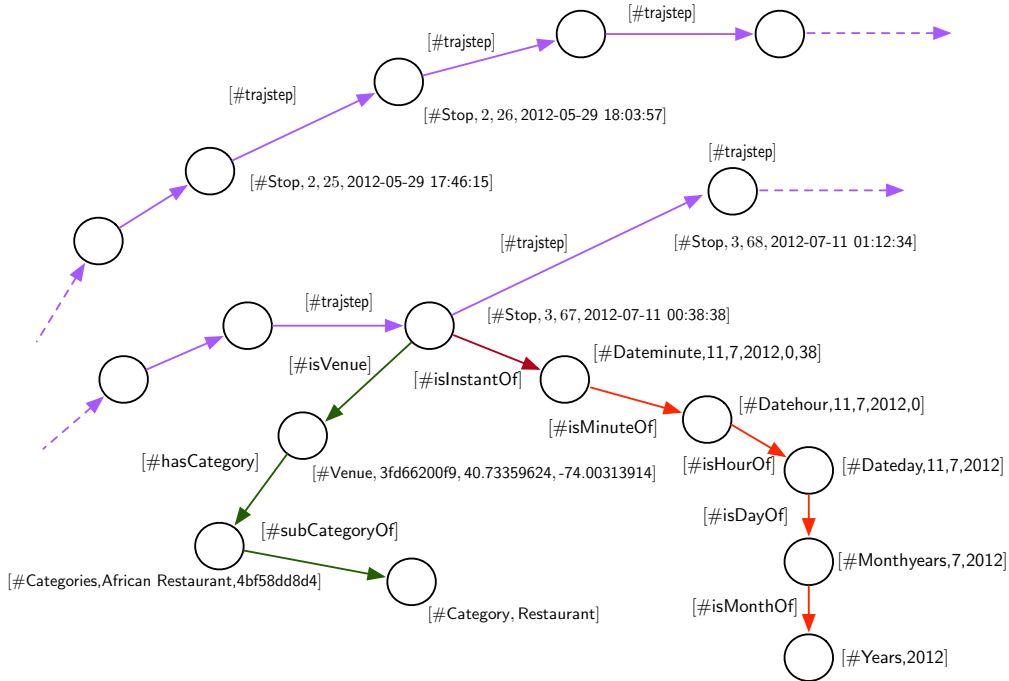 [#trajstep]
[#trajstep]
[#trajstep]
[#Stop, 2, 26, 2012-05-29 18:03:57]
[#trajstep]
[#Stop, 2, 25, 2012-05-29 17:46:15]
[#trajstep]
[#Stop, 3, 68, 2012-07-11 01:12:34]
[#trajstep]
[#Stop, 3, 67, 2012-07-11 00:38:38]
[#isVenue]
[#isInstantOf]
[#Dateminute,11,7,2012,0,38]
[#isMinuteOf]
[#Datehour,11,7,2012,0]
[#hasCategory]
[#Venue, 3fd66200f9, 40.73359624, -74.00313914]
[#isHourOf]
[#Dateday,11,7,2012]
[#subCategoryOf]
[#isDayOf]
[#Categories,African Restaurant,4bf58dd8d4]
[#Monthyears,7,2012]
[#Category, Restaurant]
[#isMonthOf]
[#Years,2012]